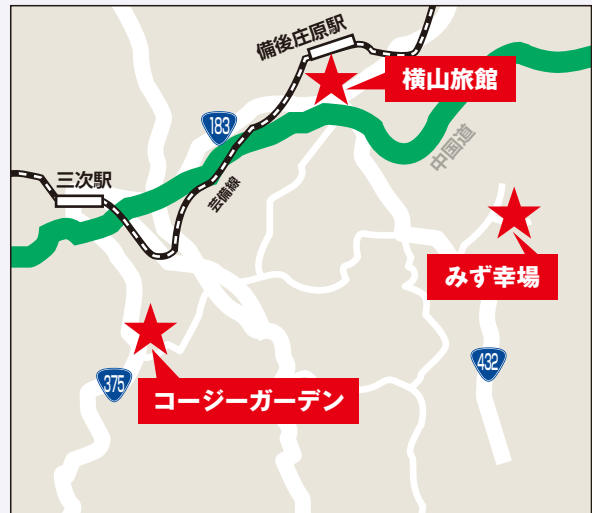 備後庄原駅
横山旅館
183
中国道
三次駅
芸備線
みず幸場
375
432
コージーガーデン